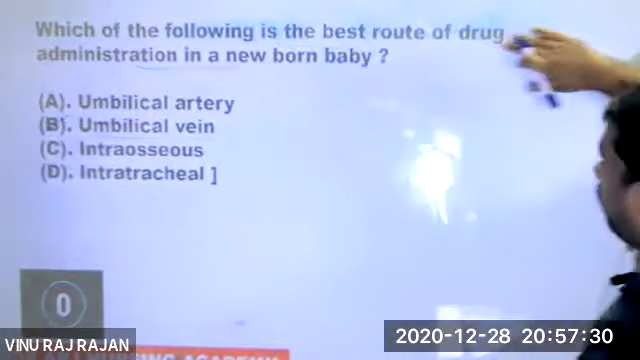 Which of the following is the best route of drug
administration in a new born baby ?
(A). Umbilical artery
(B). Umbilical vein
(C). Intraosseous
(D). Intratracheal ]
0
VINU RAJ RAJAN
2020-12-28 20:57:30
ACADEMY